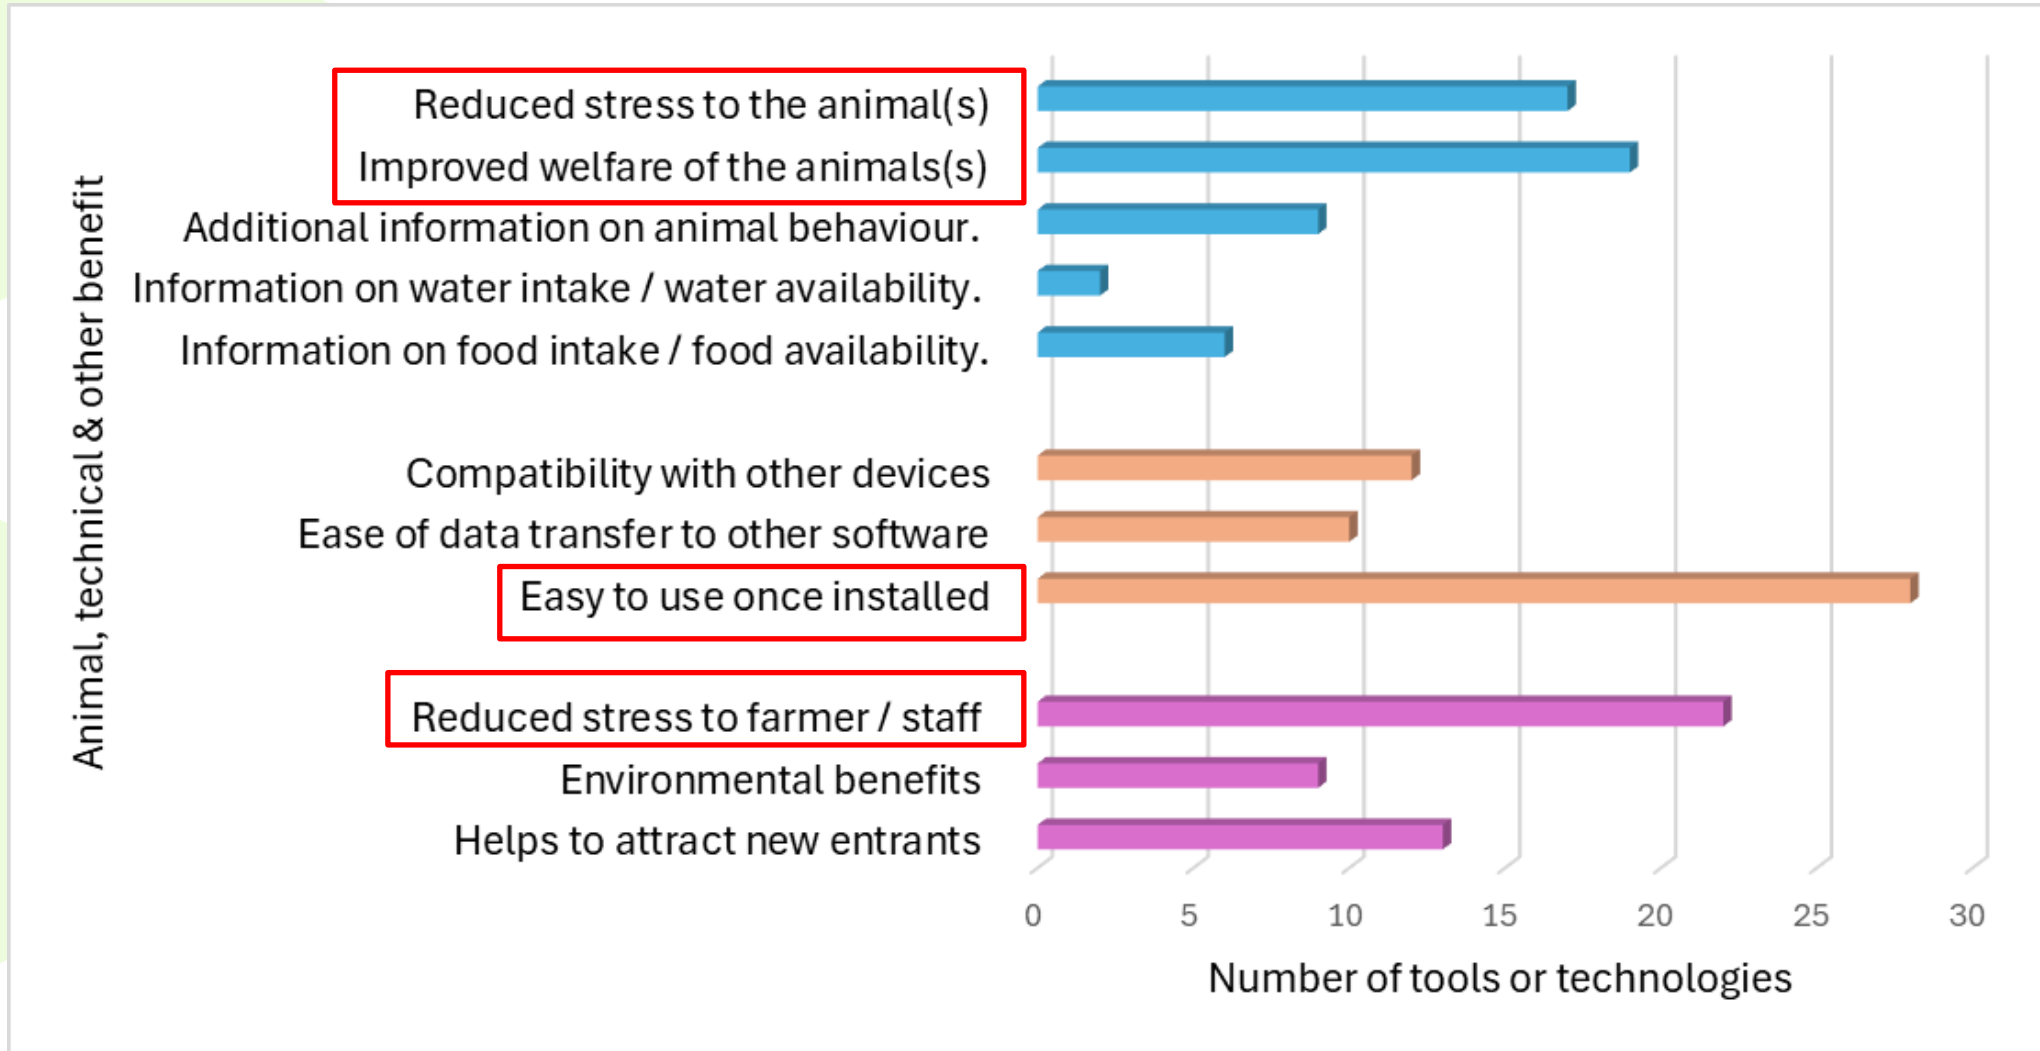 Animal, technical & other benefit
Reduced stress to the animal(s)
Improved welfare of the animals(s)
Additional information on animal behaviour.
Information on water intake / water availability.
Information on food intake / food availability.
Compatibility with other devices
Ease of data transfer to other software
Easy to use once installed
Reduced stress to farmer / staff
Environmental benefits
Helps to attract new entrants
0 5 10 15 20 25 30
Number of tools or technologies